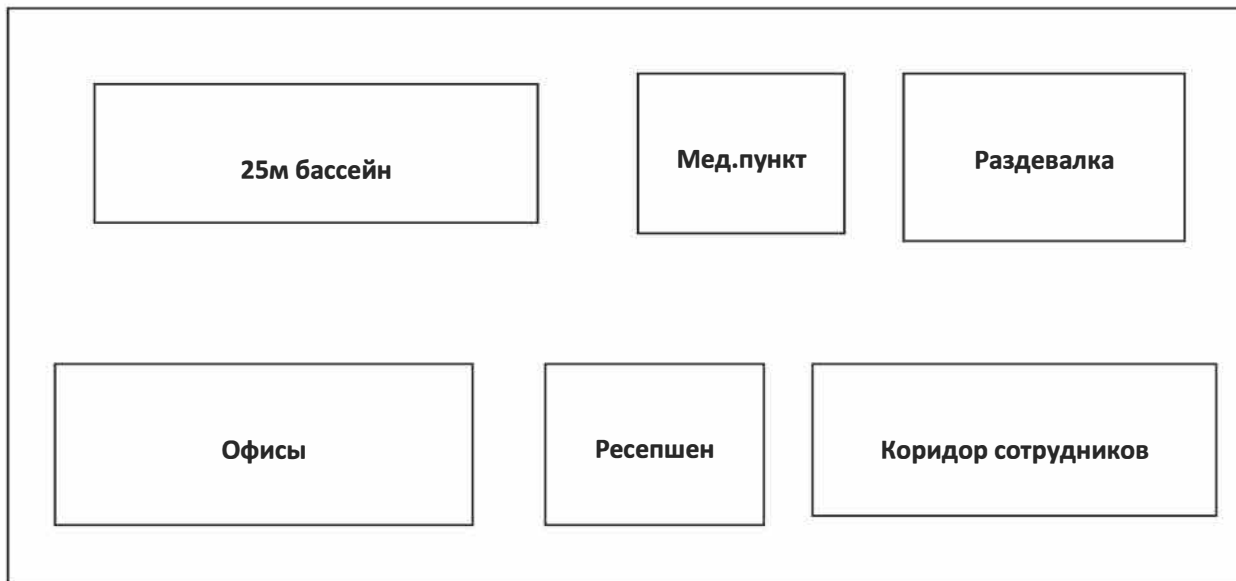 25м бассейн
Мед.пункт
Раздевалка
Офисы
Ресепшен
Коридор сотрудников